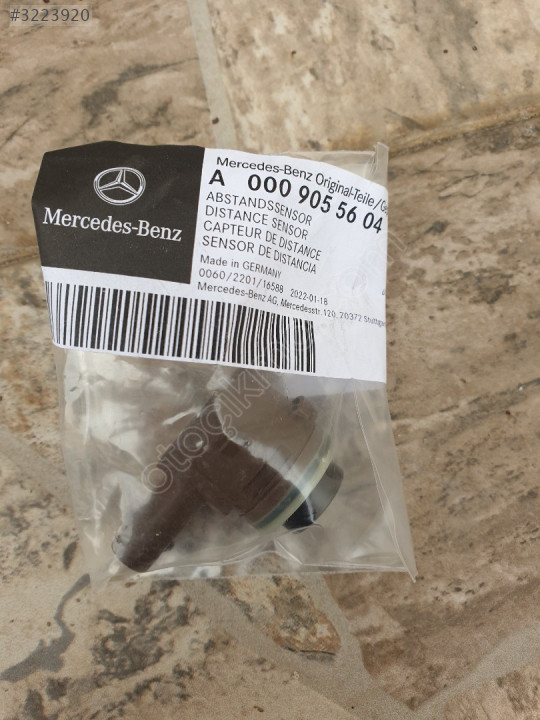 #3223920
Mercedes-Benz
Mercedes-Benz Original-Teile/Ge
A 000 905 56 04
ABSTANDSSENSOR
DISTANCE SENSOR
CAPTEUR DE DISTANCE
SENSOR DE DISTANCIA
Made in GERMANY
0060/2201/16588 2022-01-18
Mercedes-Benz AG, Mercedesstr. 120, 70372 Stuttgart